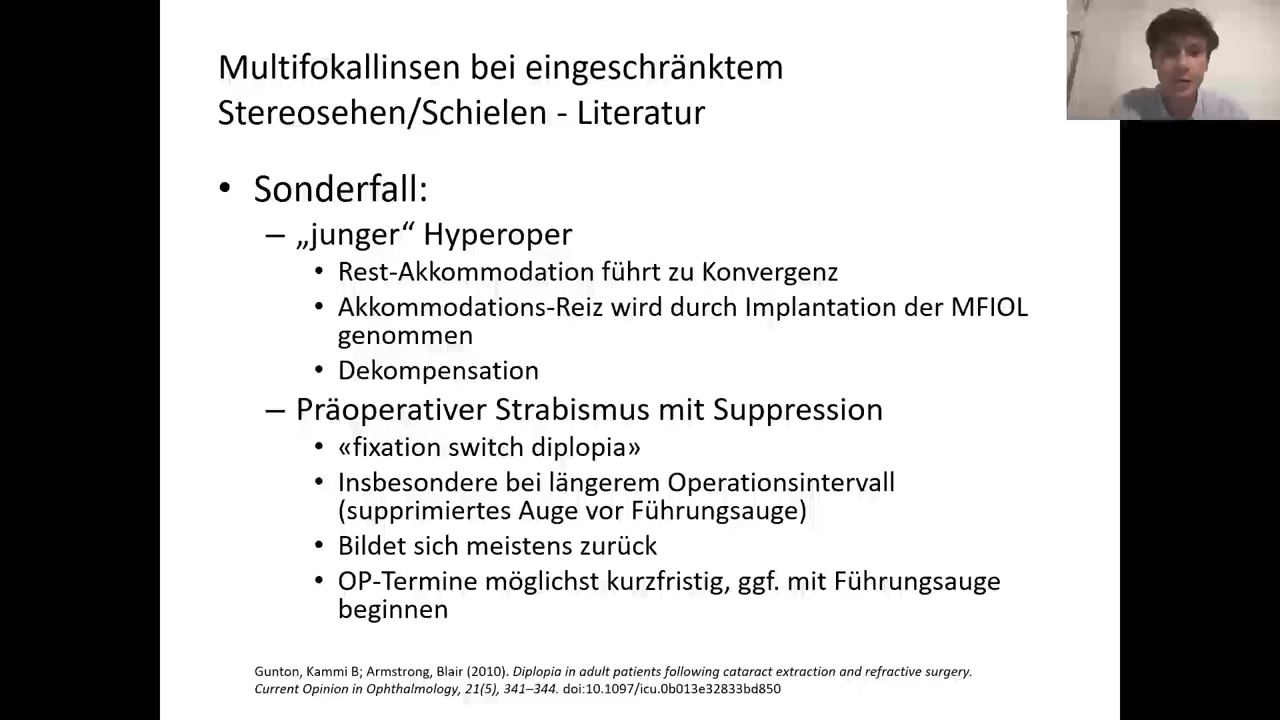 Multifokallinsen bei eingeschränktem
Stereosehen/Schielen - Literatur
• Sonderfall:
– „junger“ Hyperoper
• Rest-Akkommodation führt zu Konvergenz
• Akkommodations-Reiz wird durch Implantation der MFIOL
genommen
• Dekompensation
– Präoperativer Strabismus mit Suppression
• «fixation switch diplopia»
• Insbesondere bei längerem Operationsintervall
(supprimiertes Auge vor Führungsauge)
• Bildet sich meistens zurück
• OP-Termine möglichst kurzfristig, ggf. mit Führungsauge
beginnen
Gunton, Kammi B; Armstrong, Blair (2010). Diplopia in adult patients following cataract extraction and refractive surgery.
Current Opinion in Ophthalmology, 21(5), 341–344. doi:10.1097/icu.0b013e32833bd850